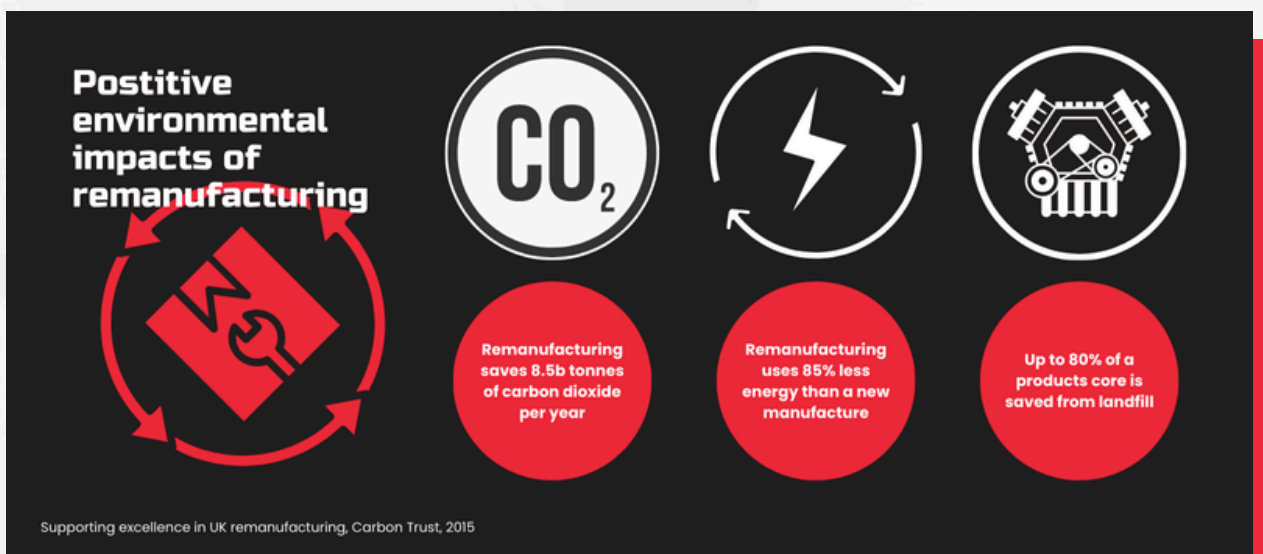 Postitive
environmental
impacts of
remanufacturing
CO₂
Remanufacturing
saves 8.5b tonnes
of carbon dioxide
per year
Remanufacturing
uses 85% less
energy than a new
manufacture
Up to 80% of a
products core is
saved from landfill
Supporting excellence in UK remanufacturing, Carbon Trust, 2015